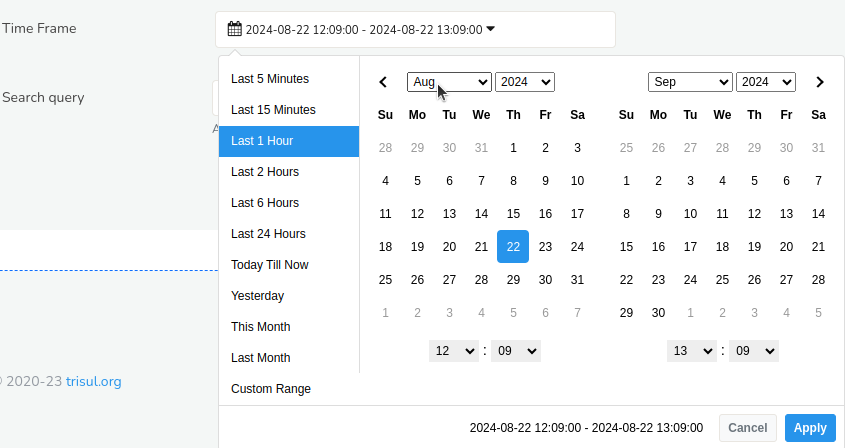 Time Frame
2024-08-22 12:09:00 - 2024-08-22 13:09:00
Search query
A
Last 5 Minutes
Last 15 Minutes
Last 1 Hour
Last 2 Hours
Last 6 Hours
Last 24 Hours
Today Till Now
Yesterday
This Month
Last Month
Custom Range
Aug 2024
Su Mo Tu We Th Fr Sa
28 29 30 31 1 2 3
4 5 6 7 8 9 10
11 12 13 14 15 16 17
18 19 20 21 22 23 24
25 26 27 28 29 30 31
1 2 3 4 5 6 7
12 : 09
Sep 2024
Su Mo Tu We Th Fr Sa
25 26 27 28 29 30 31
1 2 3 4 5 6 7
8 9 10 11 12 13 14
15 16 17 18 19 20 21
22 23 24 25 26 27 28
29 30 1 2 3 4 5
13 : 09
2024-08-22 12:09:00 - 2024-08-22 13:09:00
Cancel
Apply
© 2020-23 trisul.org